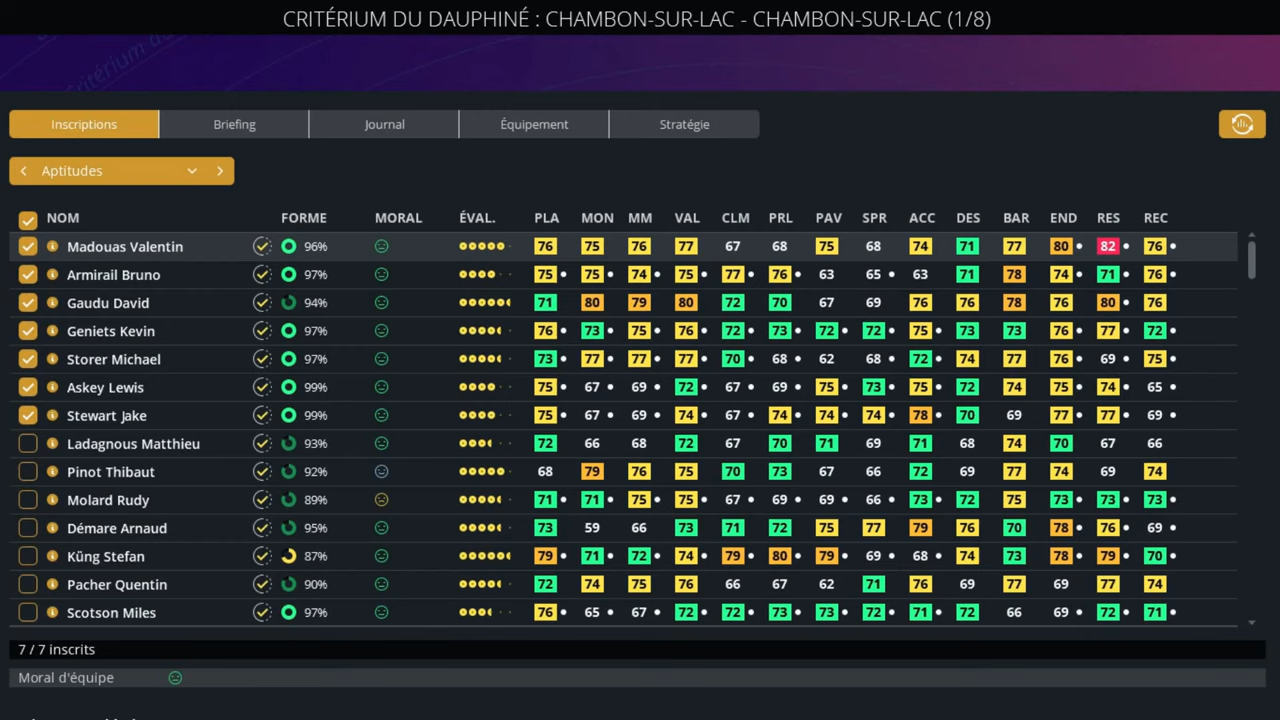 CRITÉRIUM DU DAUPHINÉ : CHAMBON-SUR-LAC - CHAMBON-SUR-LAC (1/8)
Inscriptions Briefing Journal Équipement Stratégie
Aptitudes
NOM FORME MORAL ÉVAL. PLA MON MM VAL CLM PRL PAV SPR ACC DES BAR END RES REC
Madouas Valentin 96% 76 75 76 77 67 68 75 68 74 71 77 80 82 76
Armirail Bruno 97% 75 75 74 75 77 76 63 65 63 71 78 74 71 76
Gaudu David 94% 71 80 79 80 72 70 67 69 76 76 78 76 80 76
Geniets Kevin 97% 76 73 75 76 72 73 72 72 75 73 73 76 77 72
Storer Michael 97% 73 77 77 77 70 68 62 68 72 74 77 76 69 75
Askey Lewis 99% 75 67 69 72 67 69 75 73 75 72 74 75 74 65
Stewart Jake 99% 75 67 69 74 67 74 74 74 78 70 69 77 77 69
Ladagnous Matthieu 93% 72 66 68 72 67 70 71 69 71 68 74 70 67 66
Pinot Thibaut 92% 68 79 76 75 70 73 67 66 72 69 77 74 69 74
Molard Rudy 89% 71 71 75 75 67 69 69 66 73 72 75 73 73 73
Démare Arnaud 95% 73 59 66 73 71 72 75 77 79 76 70 78 76 69
Küng Stefan 87% 79 71 72 74 79 80 79 69 68 74 73 78 79 70
Pacher Quentin 90% 72 74 75 76 66 67 62 71 76 69 77 69 77 74
Scotson Miles 97% 76 65 67 72 72 73 73 72 71 72 66 69 72 71
7 / 7 inscrits
Moral d'équipe